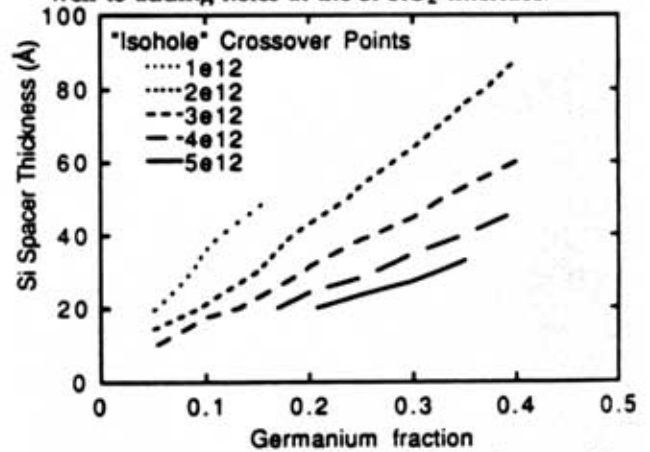 "Isohole" Crossover Points
1e12
2e12
3e12
4e12
5e12
Si Spacer Thickness (Å)
100
80
60
40
20
0
0
0.1
0.2
0.3
0.4
0.5
Germanium fraction